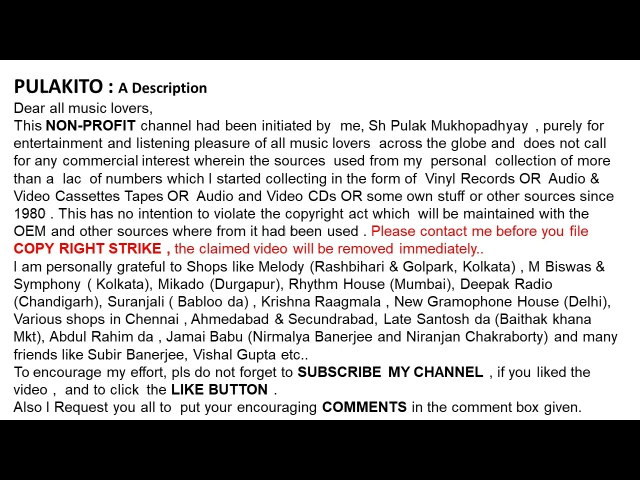 PULAKITO : A Description
Dear all music lovers,
This NON-PROFIT channel had been initiated by me, Sh Pulak Mukhopadhyay , purely for
entertainment and listening pleasure of all music lovers across the globe and does not call
for any commercial interest wherein the sources used from my personal collection of more
than a lac of numbers which I started collecting in the form of Vinyl Records OR Audio &
Video Cassettes Tapes OR Audio and Video CDs OR some own stuff or other sources since
1980 . This has no intention to violate the copyright act which will be maintained with the
OEM and other sources where from it had been used . Please contact me before you file
COPY RIGHT STRIKE , the claimed video will be removed immediately..
I am personally grateful to Shops like Melody (Rashbihari & Golpark, Kolkata) , M Biswas &
Symphony ( Kolkata), Mikado (Durgapur), Rhythm House (Mumbai), Deepak Radio
(Chandigarh), Suranjali ( Babloo da) , Krishna Raagmala , New Gramophone House (Delhi),
Various shops in Chennai , Ahmedabad & Secundrabad, Late Santosh da (Baithak khana
Mkt), Abdul Rahim da , Jamai Babu (Nirmalya Banerjee and Niranjan Chakraborty) and many
friends like Subir Banerjee, Vishal Gupta etc..
To encourage my effort, pls do not forget to SUBSCRIBE MY CHANNEL , if you liked the
video , and to click the LIKE BUTTON .
Also I Request you all to put your encouraging COMMENTS in the comment box given.